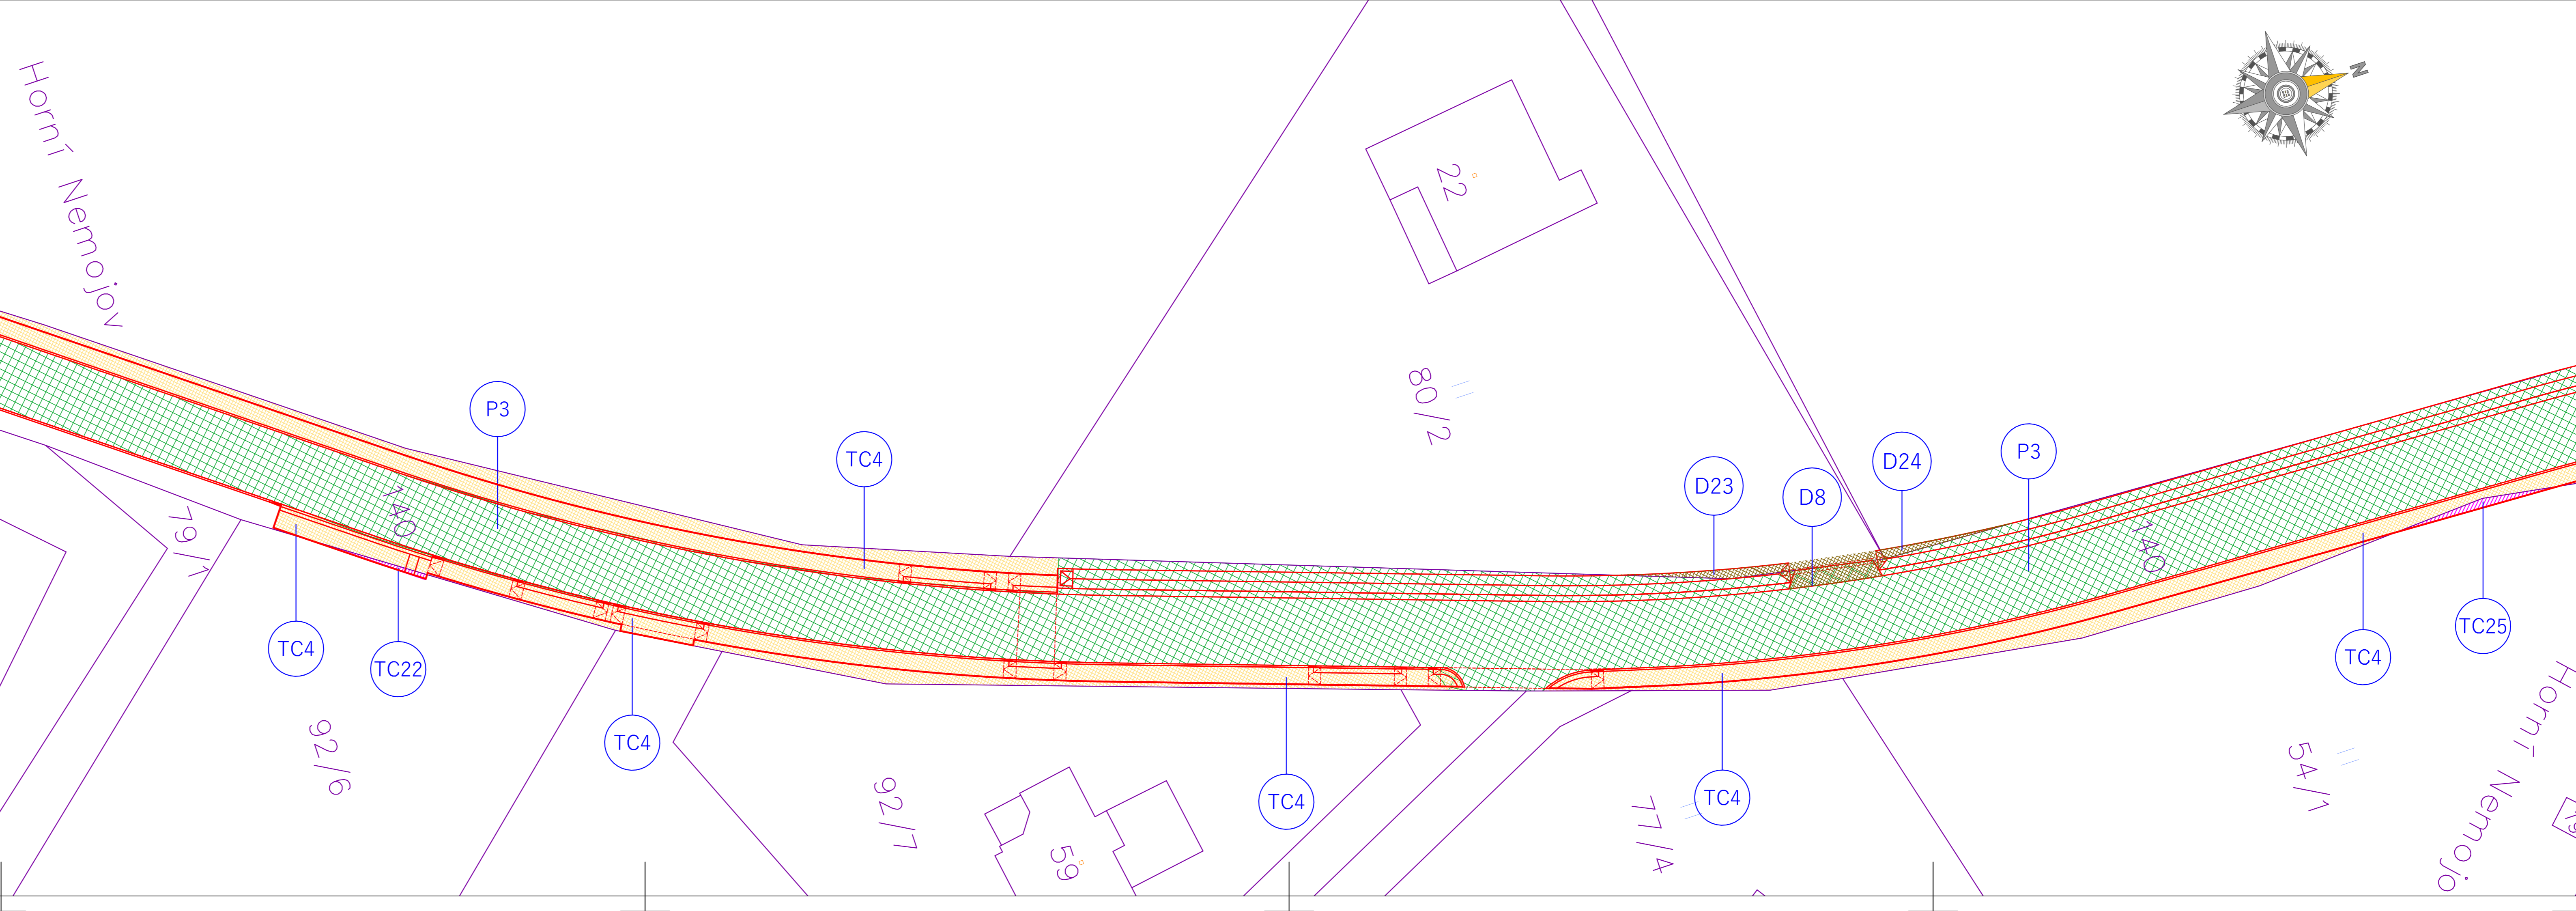 Horní Nemojov
N
22
80/2
P3
TC4
D23
D8
D24
P3
140
140
79/1
TC4
TC22
TC4
TC4
TC4
TC4
TC25
92/6
92/7
59
77/4
54/1
Horní Nemojo